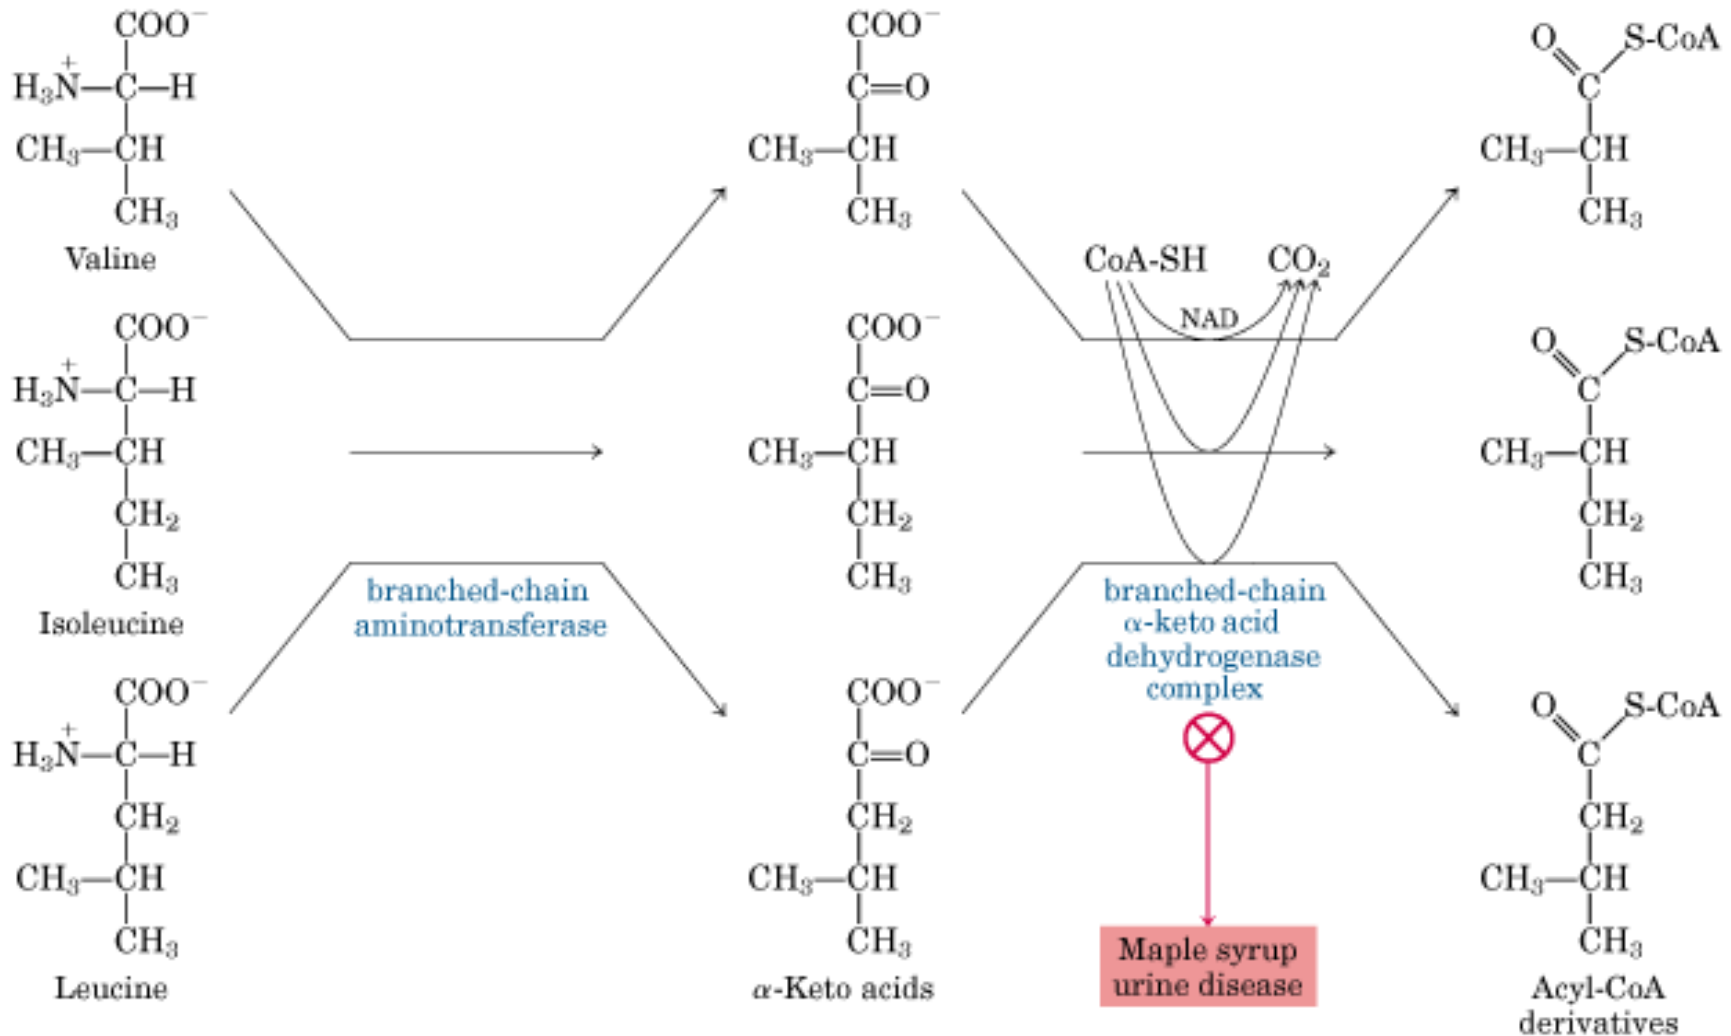 COO⁻
H₃N⁺—C—H
CH₃—CH
CH₃
Valine
COO⁻
C=O
CH₃—CH
CH₃
O S-CoA
C
CH₃—CH
CH₃
CoA-SH CO₂
NAD
COO⁻
H₃N⁺—C—H
CH₃—CH
CH₂
CH₃
Isoleucine
COO⁻
C=O
CH₃—CH
CH₂
CH₃
O S-CoA
C
CH₃—CH
CH₂
CH₃
branched-chain
aminotransferase
branched-chain
α-keto acid
dehydrogenase
complex
COO⁻
H₃N⁺—C—H
CH₂
CH₃—CH
CH₃
Leucine
COO⁻
C=O
CH₂
CH₃—CH
CH₃
α-Keto acids
Maple syrup
urine disease
O S-CoA
C
CH₂
CH₃—CH
CH₃
Acyl-CoA
derivatives